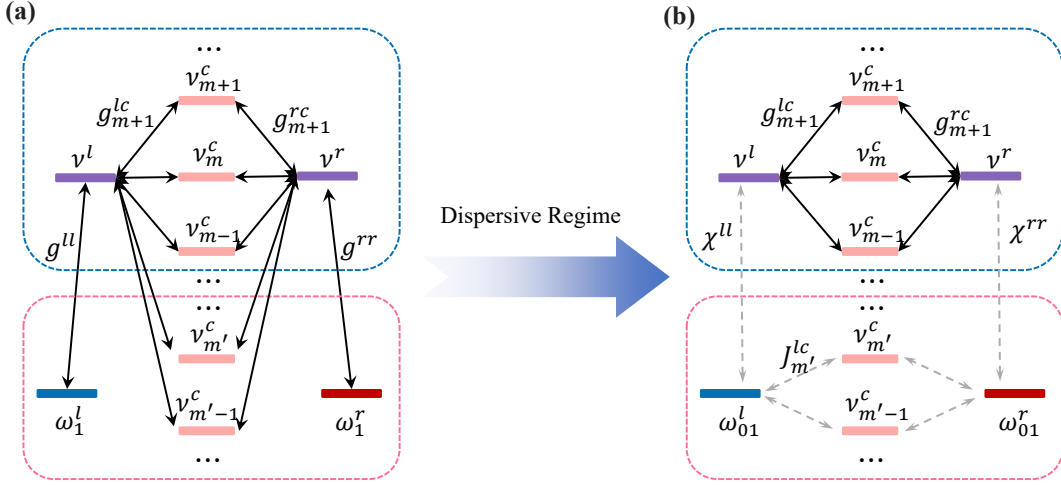 (a)
...
ν^c_{m+1}
g^{lc}_{m+1}
g^{rc}_{m+1}
ν^l
ν^c_m
ν^r
ν^c_{m-1}
g^{ll}
g^{rr}
...
...
ν^c_{m'}
ν^c_{m'-1}
ω^l_1
ω^r_1
...
Dispersive Regime
(b)
...
ν^c_{m+1}
g^{lc}_{m+1}
g^{rc}_{m+1}
ν^l
ν^c_m
ν^r
ν^c_{m-1}
χ^{ll}
χ^{rr}
...
...
ν^c_{m'}
J^{lc}_{m'}
ν^c_{m'-1}
ω^l_{01}
ω^r_{01}
...